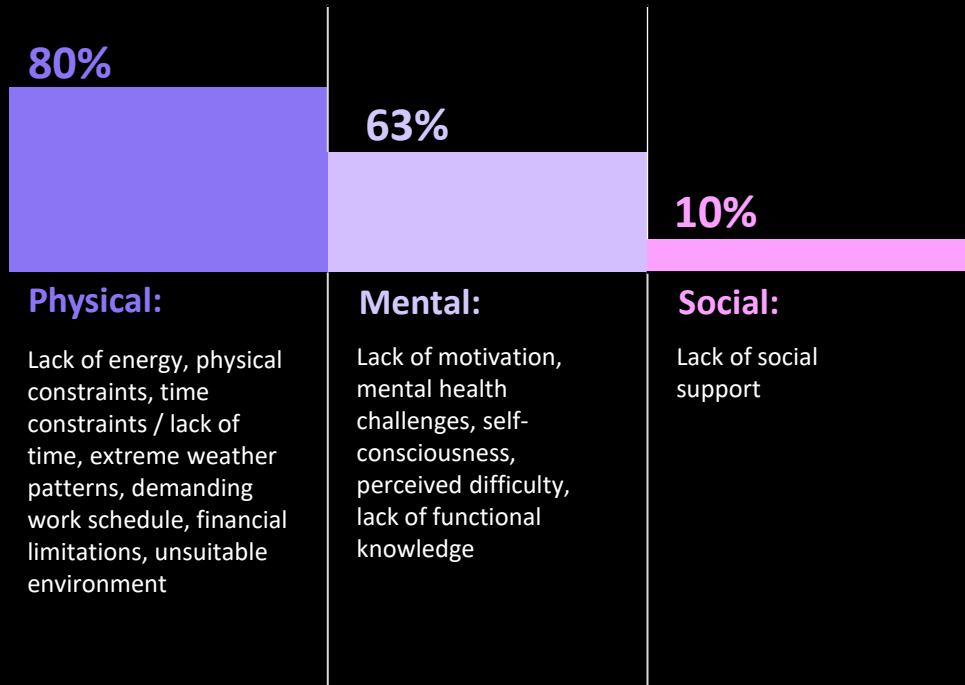 80%
63%
10%
Physical:
Lack of energy, physical
constraints, time
constraints / lack of
time, extreme weather
patterns, demanding
work schedule, financial
limitations, unsuitable
environment
Mental:
Lack of motivation,
mental health
challenges, self-
consciousness,
perceived difficulty,
lack of functional
knowledge
Social:
Lack of social
support